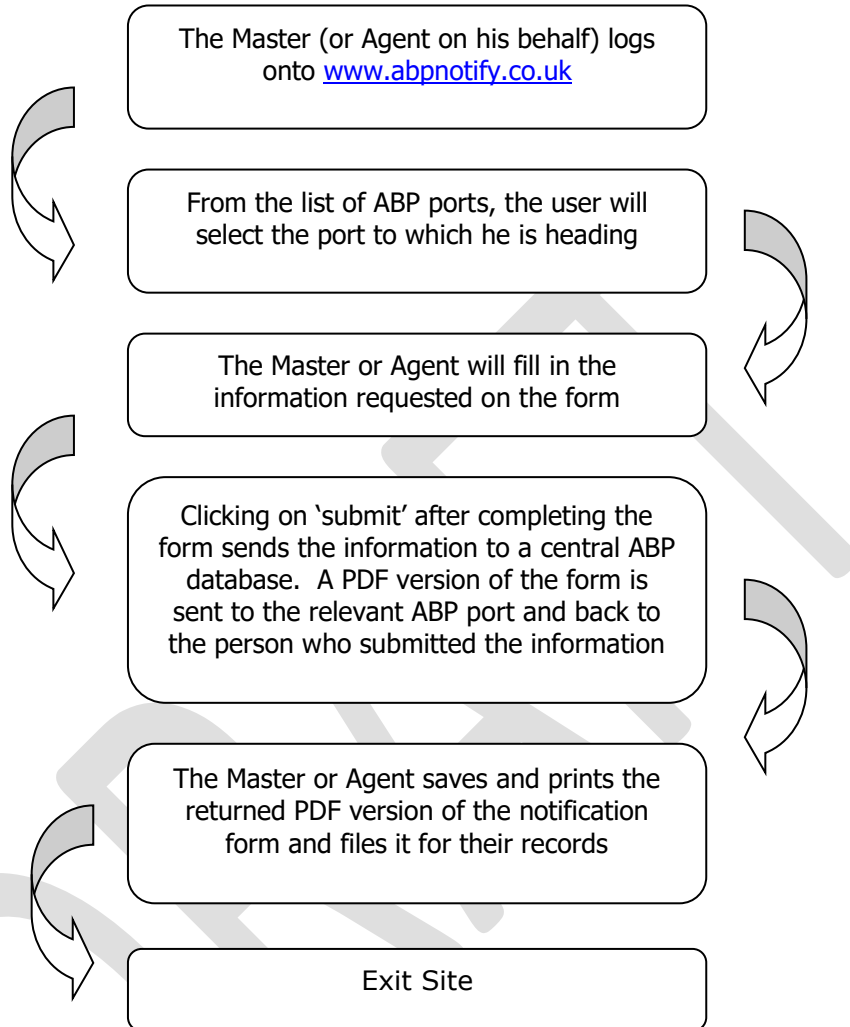 The Master (or Agent on his behalf) logs
onto www.abpnotify.co.uk
From the list of ABP ports, the user will
select the port to which he is heading
The Master or Agent will fill in the
information requested on the form
Clicking on ‘submit’ after completing the
form sends the information to a central ABP
database.  A PDF version of the form is
sent to the relevant ABP port and back to
the person who submitted the information
The Master or Agent saves and prints the
returned PDF version of the notification
form and files it for their records
Exit Site
DRAFT